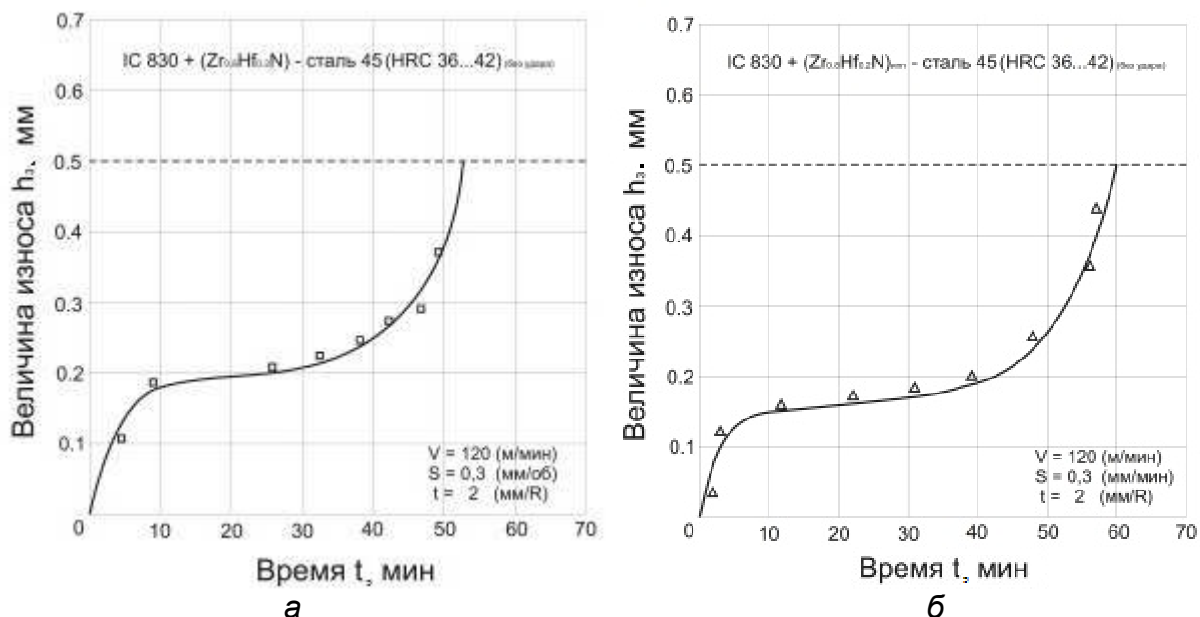 IC 830 + (Zr0.8Hf0.2N) - сталь 45 (HRC 36...42) (без удара)
0.7
0.6
0.5
0.4
0.3
0.2
0.1
0
10
20
30
40
50
60
70
Величина износа h₃, мм
V = 120 (м/мин)
S = 0,3 (мм/об)
t = 2 (мм/R)
Время t, мин
а
IC 830 + (Zr0.8Hf0.2N) - сталь 45 (HRC 36...42) (без удара)
0.7
0.6
0.5
0.4
0.3
0.2
0.1
0
10
20
30
40
50
60
70
Величина износа h₃, мм
V = 120 (м/мин)
S = 0,3 (мм/мин)
t = 2 (мм/R)
Время t, мин
б